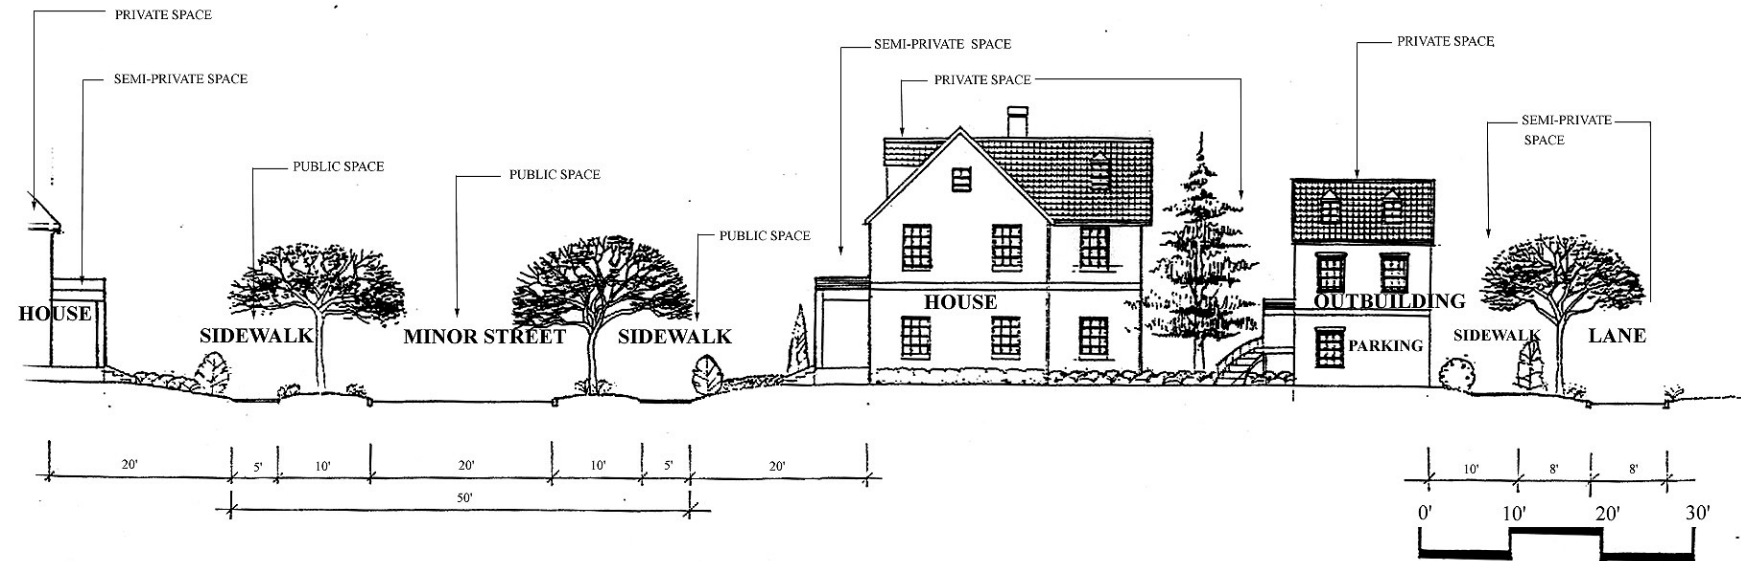 PRIVATE SPACE
SEMI-PRIVATE SPACE
PUBLIC SPACE
PUBLIC SPACE
PUBLIC SPACE
SEMI-PRIVATE SPACE
PRIVATE SPACE
PRIVATE SPACE
SEMI-PRIVATE
SPACE
HOUSE
SIDEWALK
MINOR STREET
SIDEWALK
HOUSE
OUTBUILDING
PARKING
SIDEWALK
LANE
20'
5'
10'
20'
10'
5'
20'
50'
10'
8'
8'
0' 10' 20' 30'